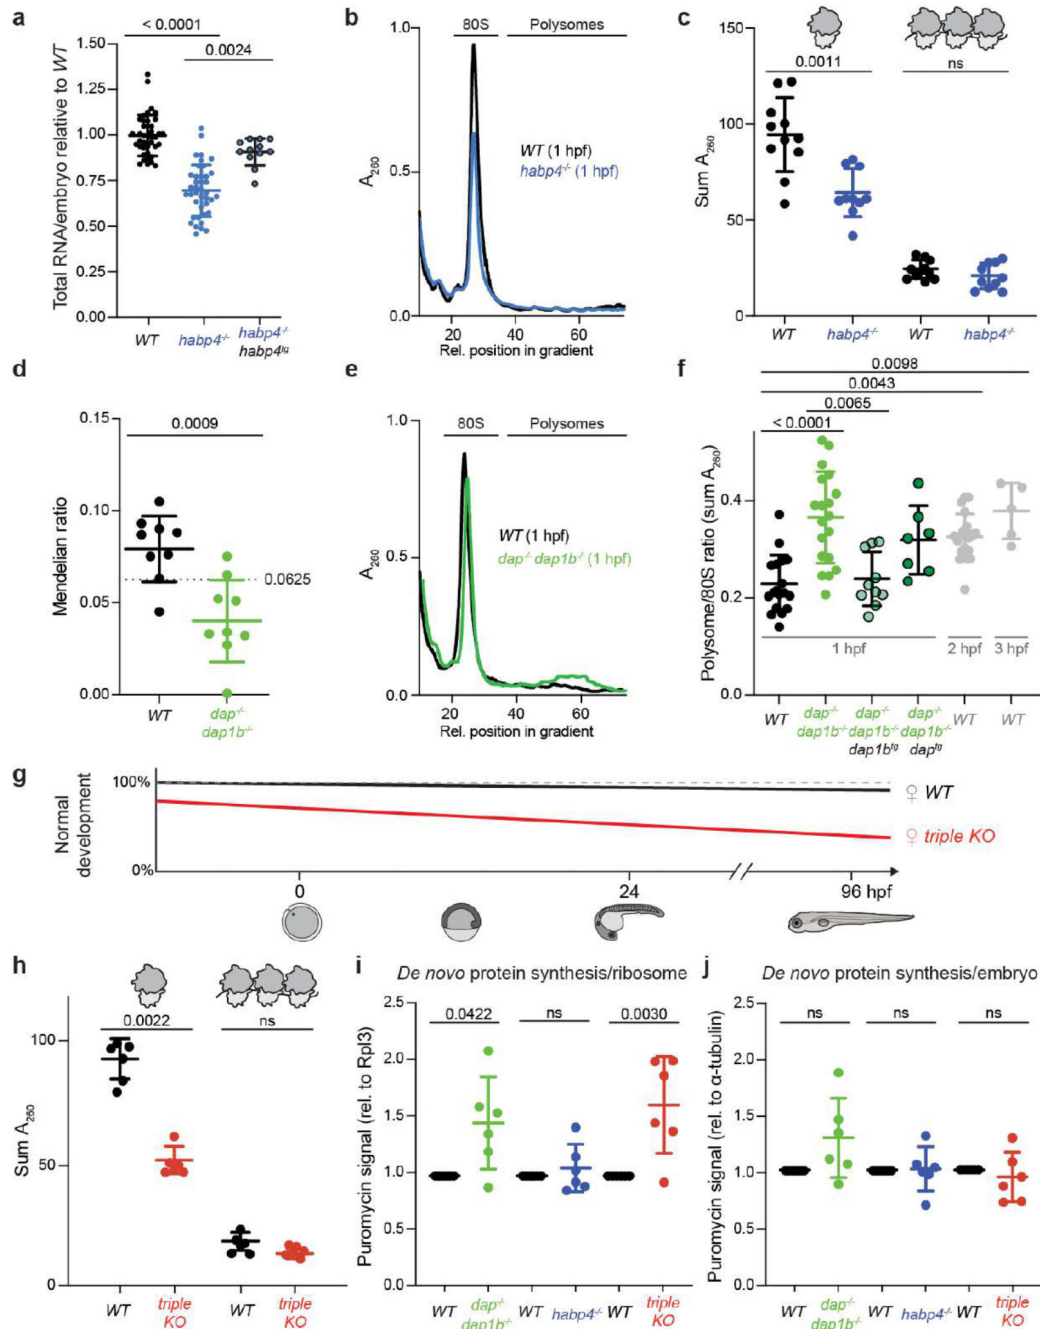 a
< 0.0001
0.0024
Total RNA/embryo relative to WT
1.50
1.25
1.00
0.75
0.50
0.25
0.00
WT
habp4-/-
habp4-/-
habp4tg
b
80S
Polysomes
A260
1.0
0.5
0.0
WT (1 hpf)
habp4-/- (1 hpf)
20
40
60
Rel. position in gradient
c
0.0011
ns
Sum A260
150
100
50
0
WT
habp4-/-
WT
habp4-/-
d
0.0009
Mendelian ratio
0.15
0.10
0.05
0.00
0.0625
WT
dap-/-
dap1b-/-
e
80S
Polysomes
A260
1.0
0.5
0.0
WT (1 hpf)
dap-/- dap1b-/- (1 hpf)
20
40
60
Rel. position in gradient
f
0.0098
0.0043
0.0065
< 0.0001
Polysome/80S ratio (sum A260)
0.4
0.2
0.0
1 hpf
2 hpf
3 hpf
WT
dap-/-
dap1b-/-
dap-/-
dap1b-/-
dap1btg
dap-/-
dap1b-/-
daptg
WT
WT
g
Normal
development
100%
0%
♀ WT
♀ triple KO
0
24
96 hpf
h
0.0022
ns
Sum A260
100
50
0
WT
triple
KO
WT
triple
KO
i
De novo protein synthesis/ribosome
0.0422
ns
0.0030
Puromycin signal (rel. to Rpl3)
2.5
2.0
1.5
1.0
0.5
0.0
WT
dap-/-
dap1b-/-
WT
habp4-/-
WT
triple
KO
j
De novo protein synthesis/embryo
ns
ns
ns
Puromycin signal (rel. to α-tubulin)
2.5
2.0
1.5
1.0
0.5
0.0
WT
dap-/-
dap1b-/-
WT
habp4-/-
WT
triple
KO